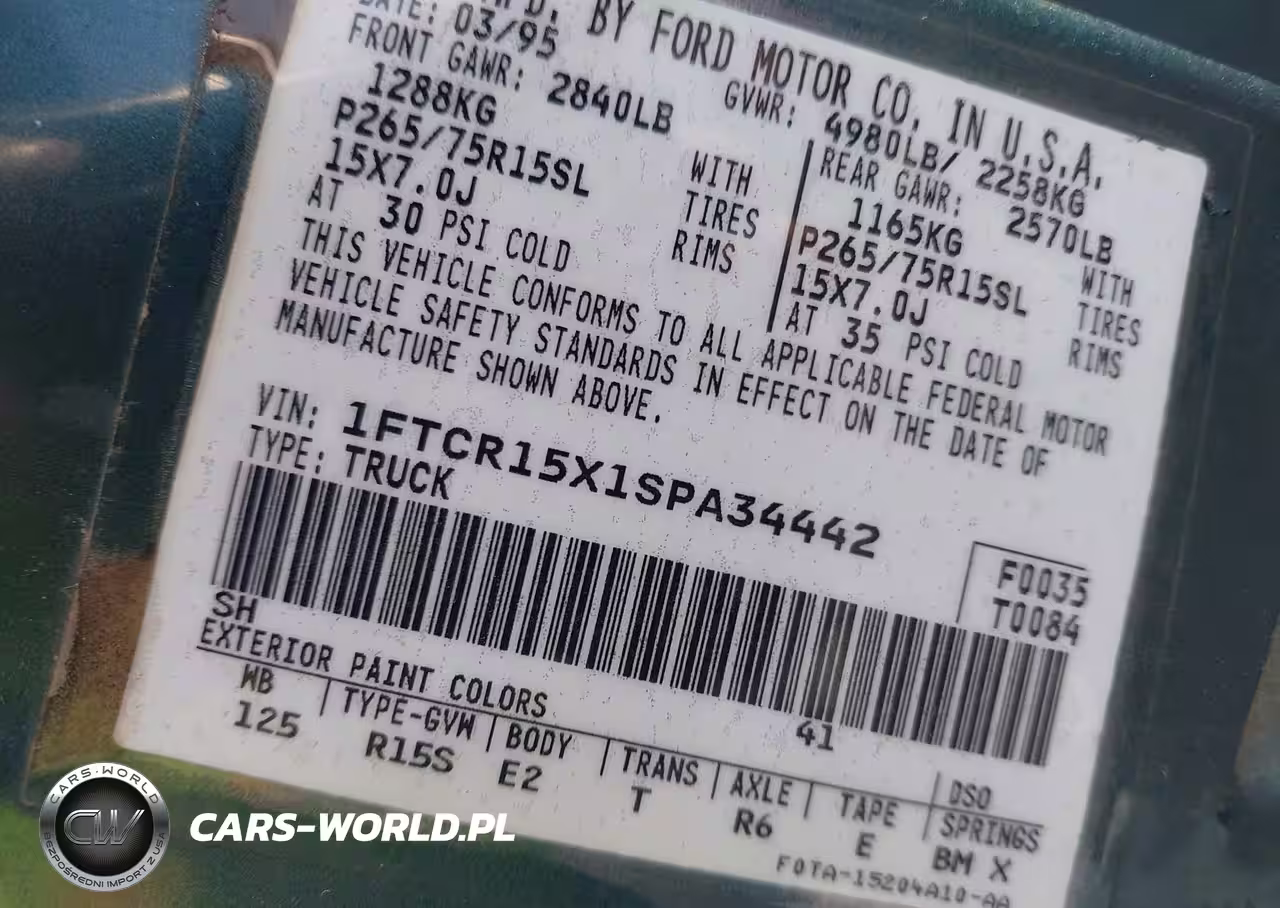 BY FORD MOTOR CO. IN U.S.A.
DATE: 03/95 GVWR: 4980LB/ 2258KG
FRONT GAWR: 2840LB REAR GAWR: 2570LB
1288KG WITH 1165KG WITH
P265/75R15SL TIRES P265/75R15SL TIRES
15X7.0J RIMS 15X7.0J RIMS
AT 30 PSI COLD AT 35 PSI COLD
THIS VEHICLE CONFORMS TO ALL APPLICABLE FEDERAL MOTOR
VEHICLE SAFETY STANDARDS IN EFFECT ON THE DATE OF
MANUFACTURE SHOWN ABOVE.
VIN: 1FTCR15X1SPA34442
TYPE: TRUCK
F0035
T0084
SH
EXTERIOR PAINT COLORS 41 DSO
WB TYPE-GVW BODY TRANS AXLE TAPE SPRINGS
125 R15S E2 T R6 E BM X
F0TA-15204A10-AA
CARS-WORLD
CW
BEZPOŚREDNI IMPORT Z USA
CARS-WORLD.PL